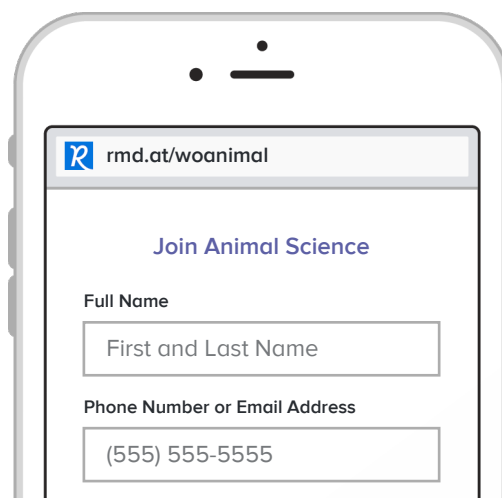 rmd.at/woanimal
Join Animal Science
Full Name
First and Last Name
Phone Number or Email Address
(555) 555-5555